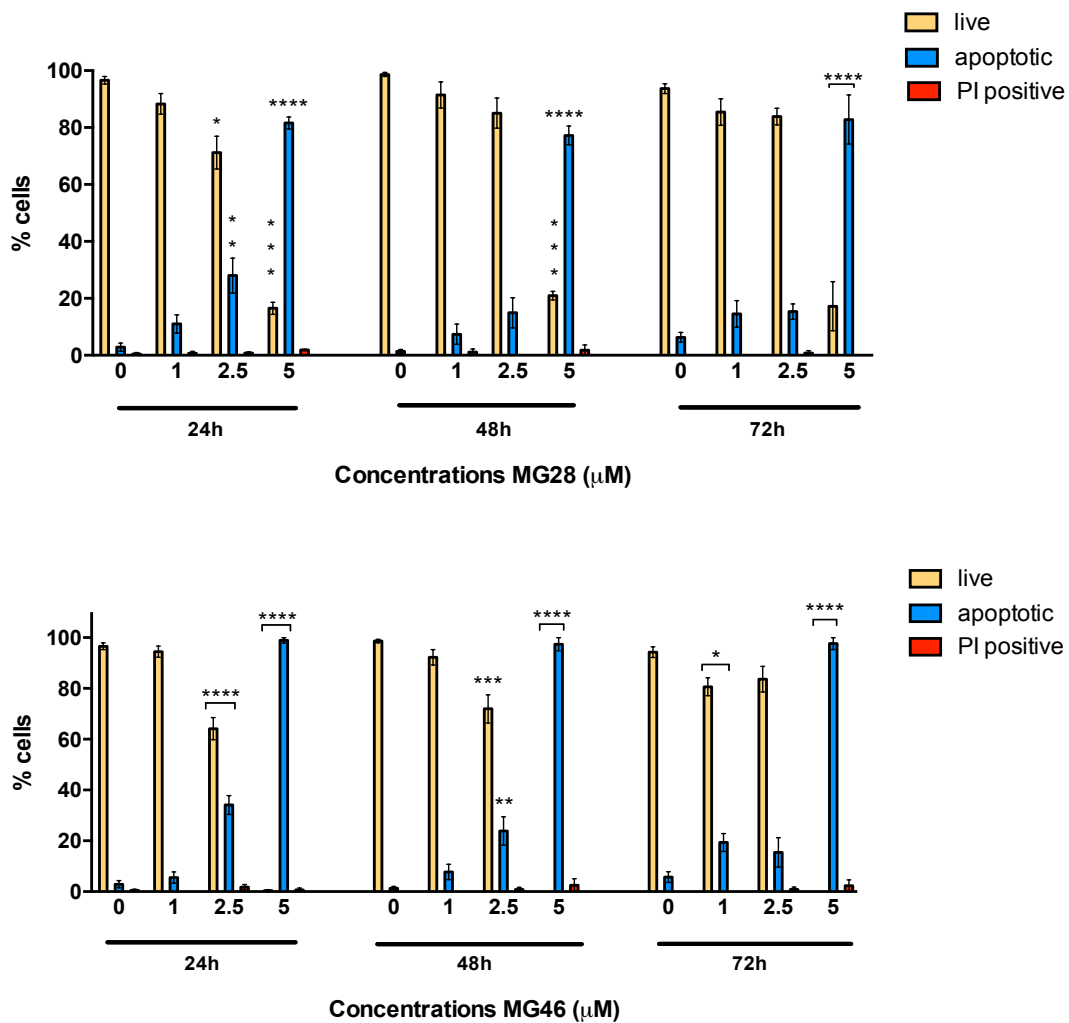 live
apoptotic
PI positive
100
80
60
40
20
0
% cells
* ** *** ****
*** ****
****
0 1 2.5 5 0 1 2.5 5 0 1 2.5 5
24h 48h 72h
Concentrations MG28 (μM)
live
apoptotic
PI positive
100
80
60
40
20
0
% cells
**** ****
*** ** ****
* ****
0 1 2.5 5 0 1 2.5 5 0 1 2.5 5
24h 48h 72h
Concentrations MG46 (μM)